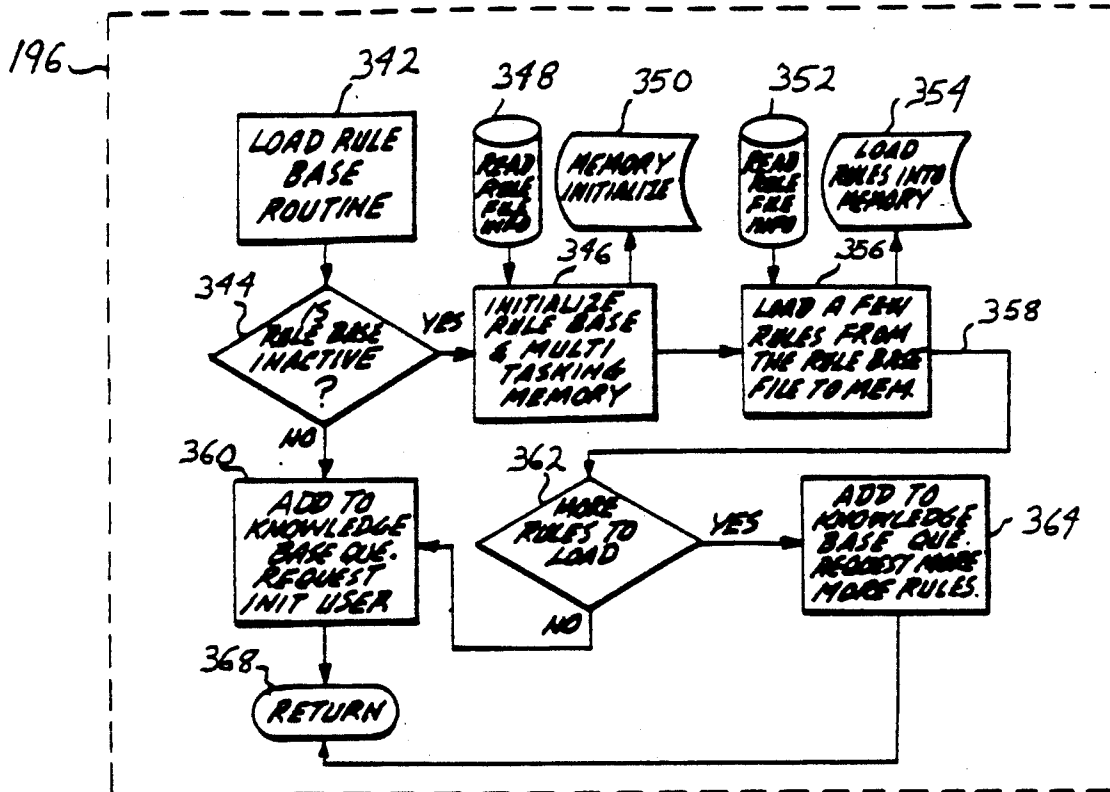 196
342
LOAD RULE
BASE
ROUTINE
348
READ
RULE
FILE
INFO
350
MEMORY
INITIALIZE
352
READ
RULE
FILE
INFO
354
LOAD
RULES INTO
MEMORY
344
IS
RULE BASE
INACTIVE
?
YES
NO
346
INITIALIZE
RULE BASE
& MULTI
TASKING
MEMORY
356
LOAD A FEW
RULES FROM
THE RULE BASE
FILE TO MEM.
358
360
ADD TO
KNOWLEDGE
BASE QUE.
REQUEST
INIT USER
362
MORE
RULES TO
LOAD
YES
NO
ADD TO
KNOWLEDGE
BASE QUE.
REQUEST MORE
MORE RULES.
364
368
RETURN